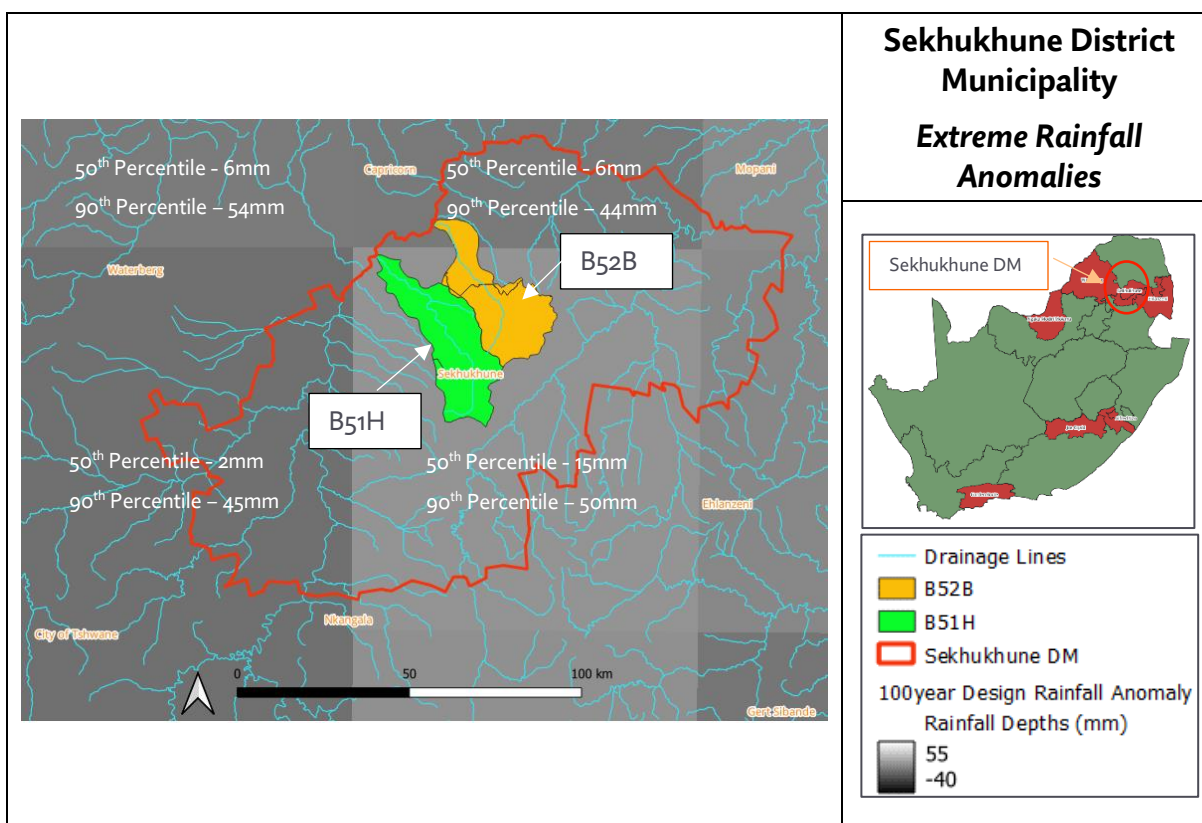 Sekhukhune District
Municipality
Extreme Rainfall
Anomalies
50th Percentile - 6mm
90th Percentile – 54mm
Capricorn
50th Percentile - 6mm
90th Percentile – 44mm
Mopani
B52B
Waterberg
Sekhukhune
B51H
50th Percentile - 2mm
90th Percentile – 45mm
50th Percentile - 15mm
90th Percentile – 50mm
Ehlanzeni
Nkangala
City of Tshwane
0 50 100 km
Gert Sibande
Sekhukhune DM
Drainage Lines
B52B
B51H
Sekhukhune DM
100year Design Rainfall Anomaly
Rainfall Depths (mm)
55
-40